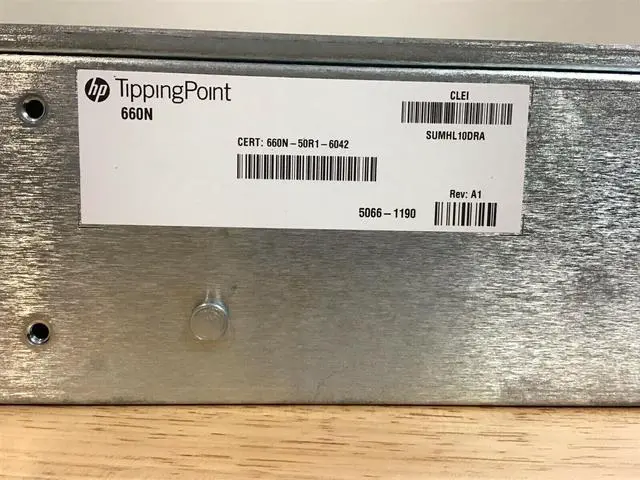 hp TippingPoint
660N
CLEI
SUMHL10DRA
CERT: 660N-50R1-6042
Rev: A1
5066-1190